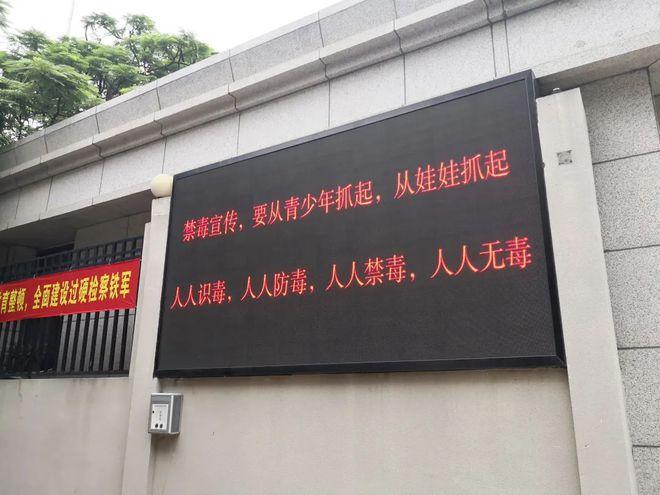 禁毒宣传，要从青少年抓起，从娃娃抓起
人人识毒，人人防毒，人人禁毒，人人无毒
育整顿，全面建设过硬检察铁军